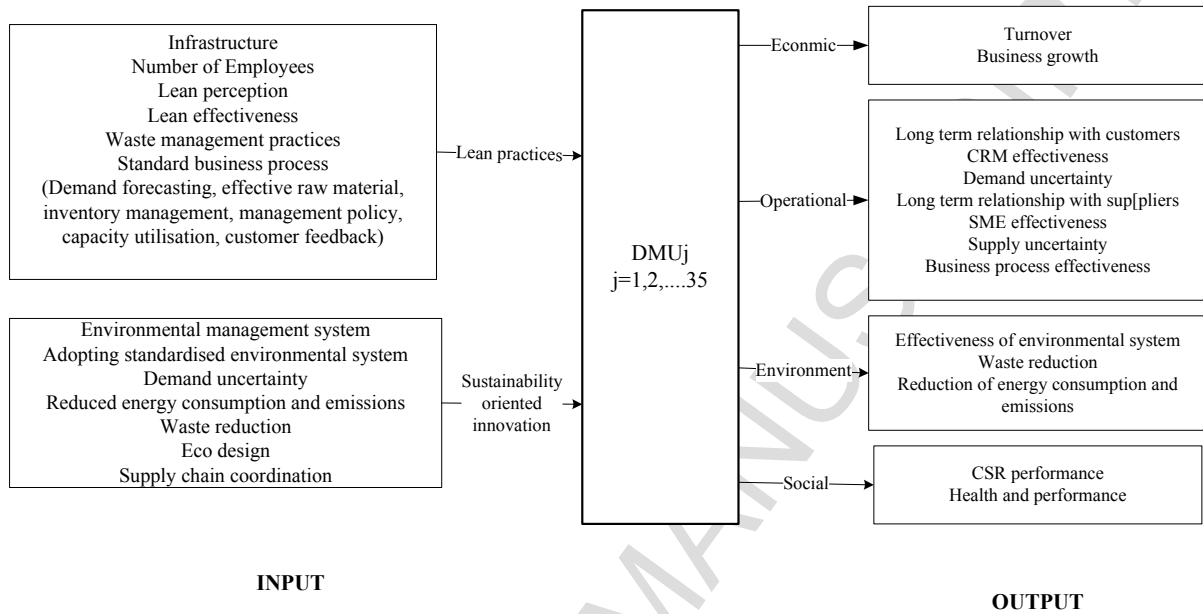 Infrastructure
Number of Employees
Lean perception
Lean effectiveness
Waste management practices
Standard business process
(Demand forecasting, effective raw material,
inventory management, management policy,
capacity utilisation, customer feedback)
Lean practices
Environmental management system
Adopting standardised environmental system
Demand uncertainty
Reduced energy consumption and emissions
Waste reduction
Eco design
Supply chain coordination
Sustainability
oriented
innovation
DMUj
j=1,2,....35
Econmic
Turnover
Business growth
Operational
Long term relationship with customers
CRM effectiveness
Demand uncertainty
Long term relationship with sup[pliers
SME effectiveness
Supply uncertainty
Business process effectiveness
Environment
Effectiveness of environmental system
Waste reduction
Reduction of energy consumption and
emissions
Social
CSR performance
Health and performance
INPUT
OUTPUT